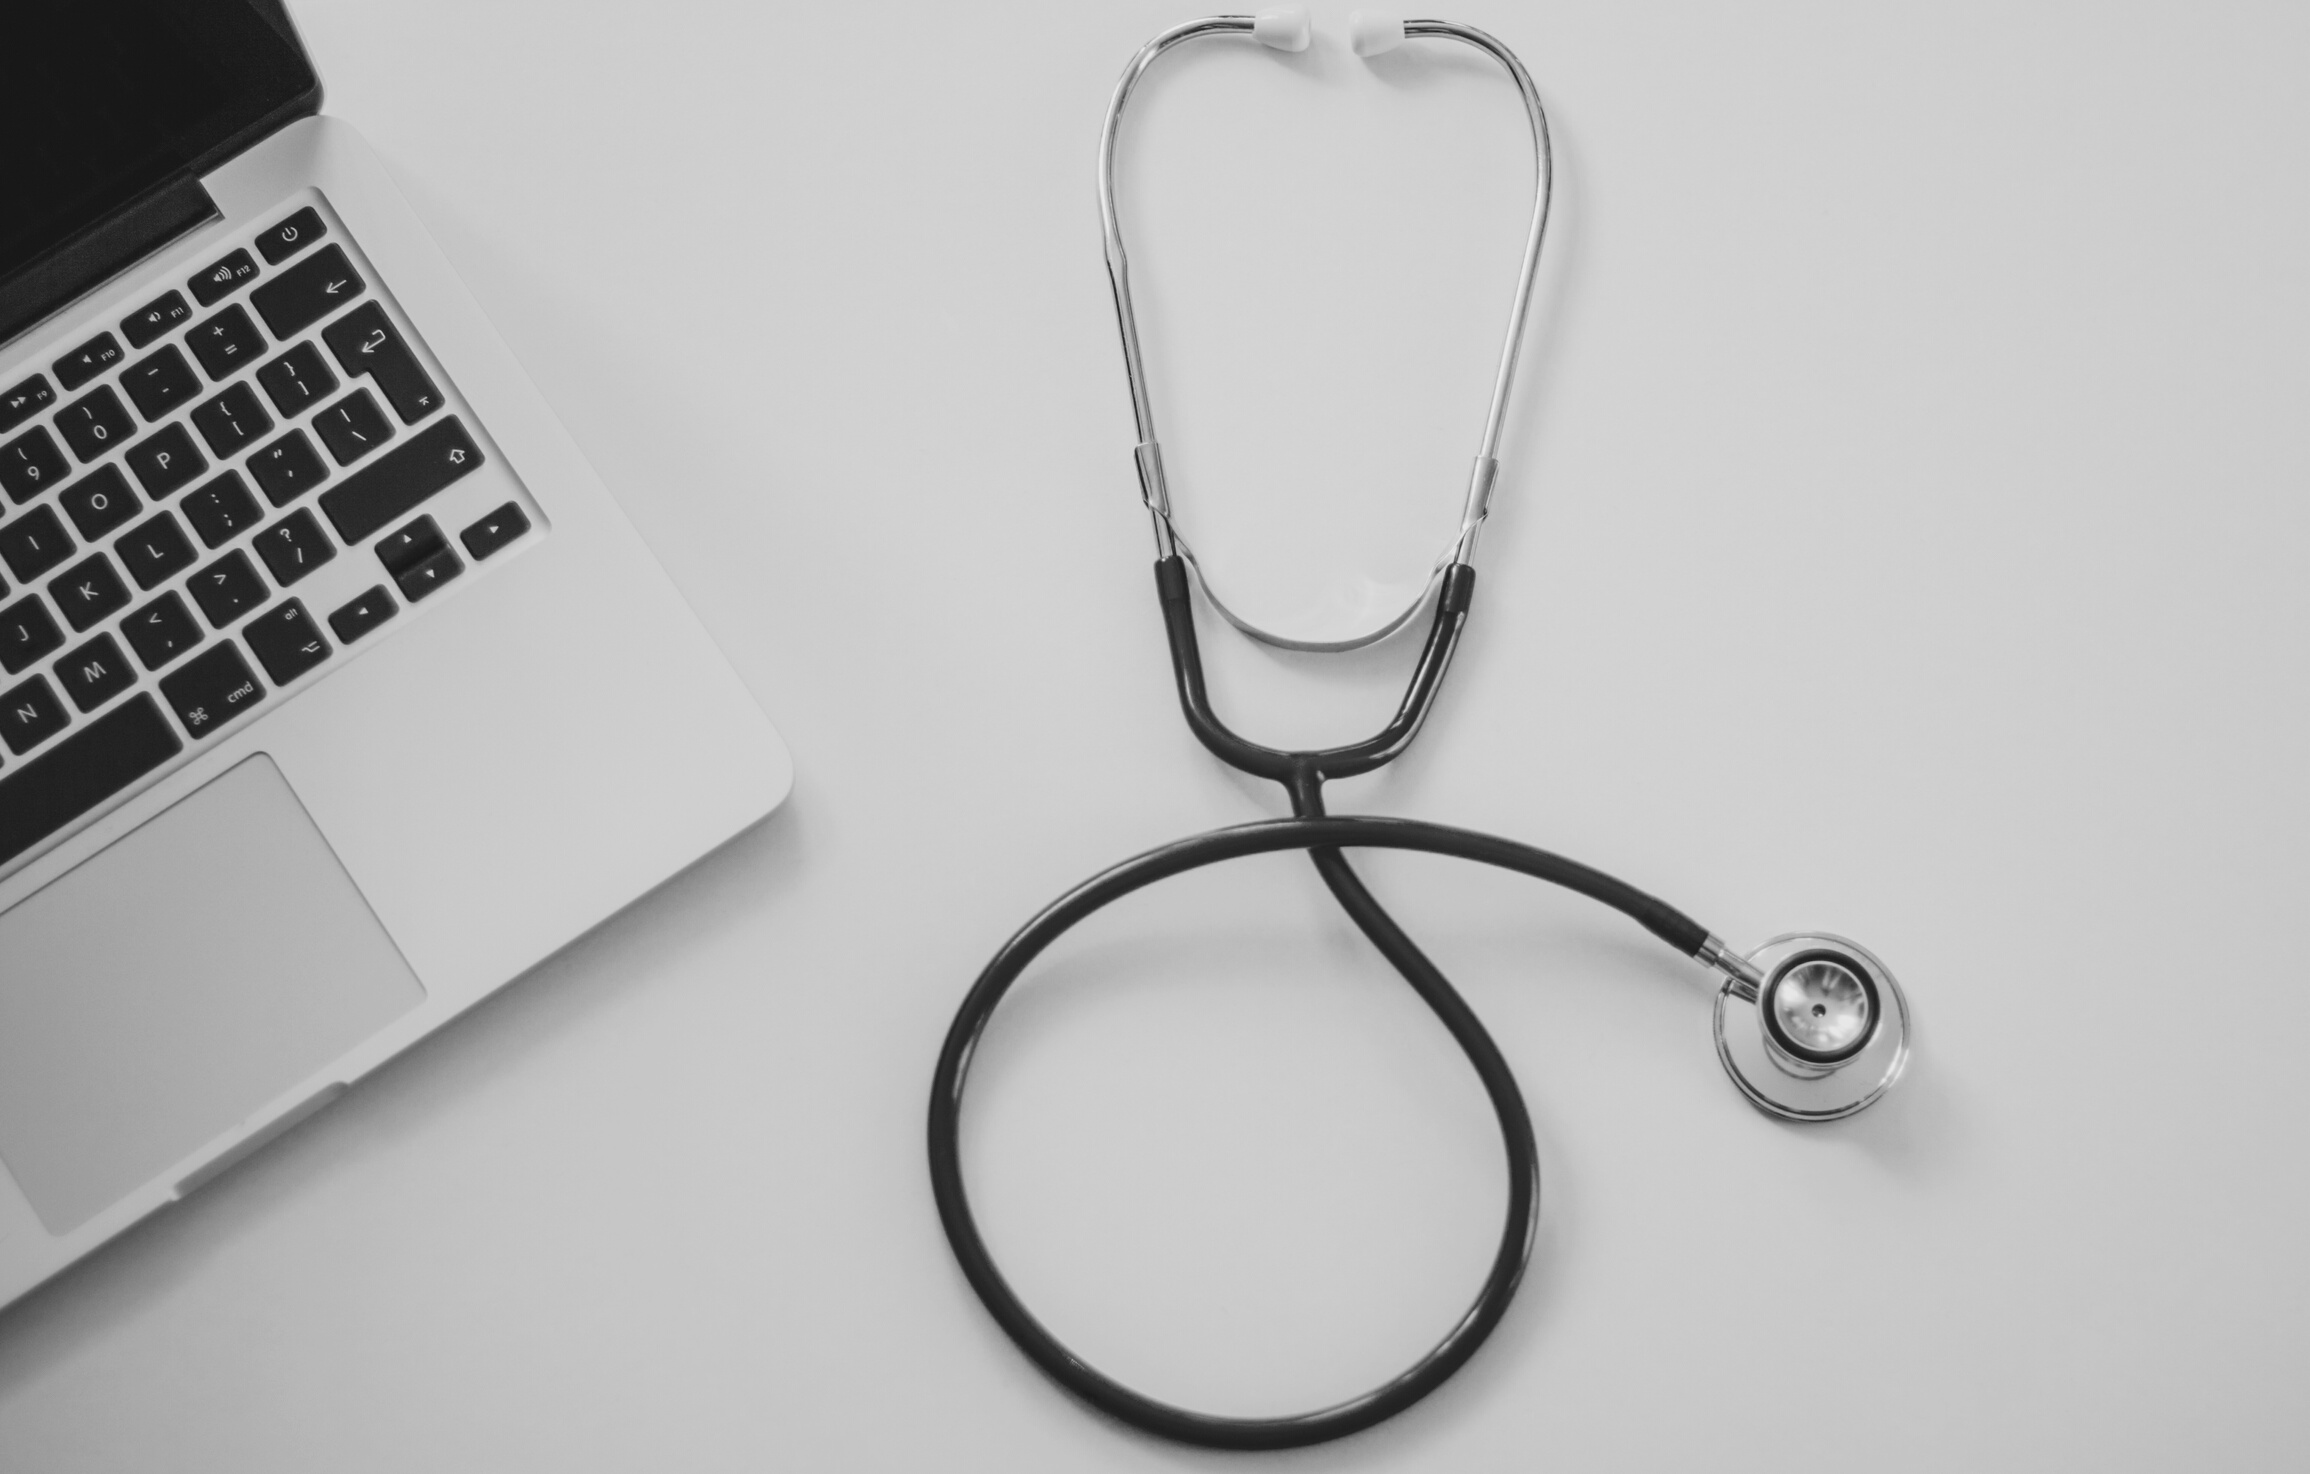 F12
F11
F10
F9
+
=
_
-
)
0
(
9
}
]
{
[
P
O
I
|
\
"
'
:
;
L
K
J
?
/
>
.
<
,
M
N
alt
cmd